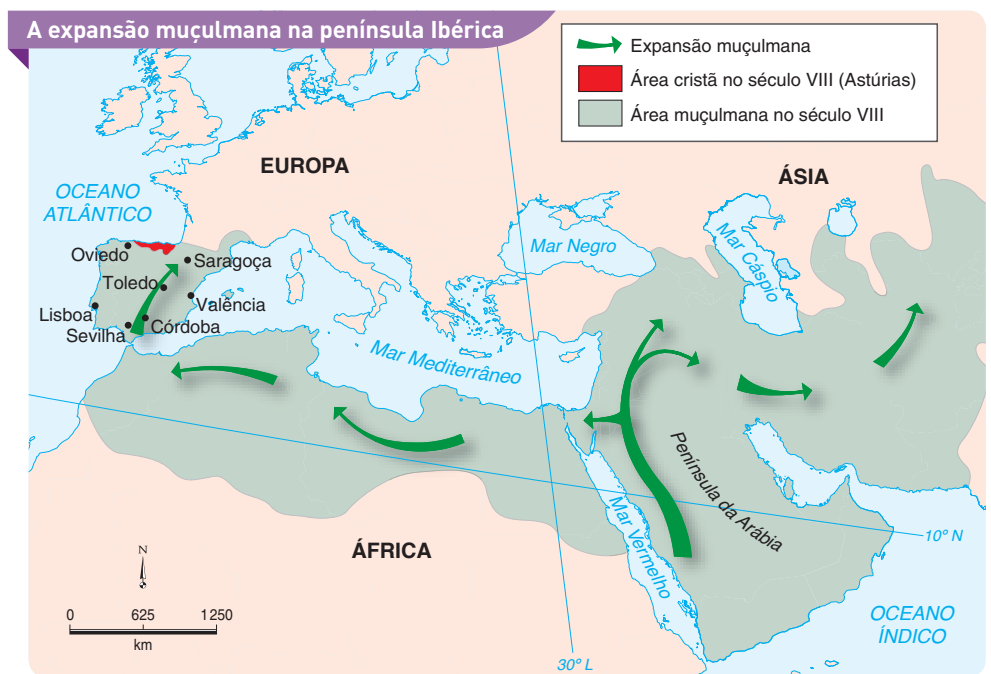 A expansão muçulmana na península Ibérica
Expansão muçulmana
Área cristã no século VIII (Astúrias)
Área muçulmana no século VIII
EUROPA
ÁSIA
OCEANO
ATLÂNTICO
Mar Negro
Mar Cáspio
Oviedo
Saragoça
Toledo
Valência
Lisboa
Córdoba
Sevilha
Mar Mediterrâneo
Península da Arábia
Mar Vermelho
ÁFRICA
10º N
OCEANO
ÍNDICO
N
0 625 1 250
km
30º L